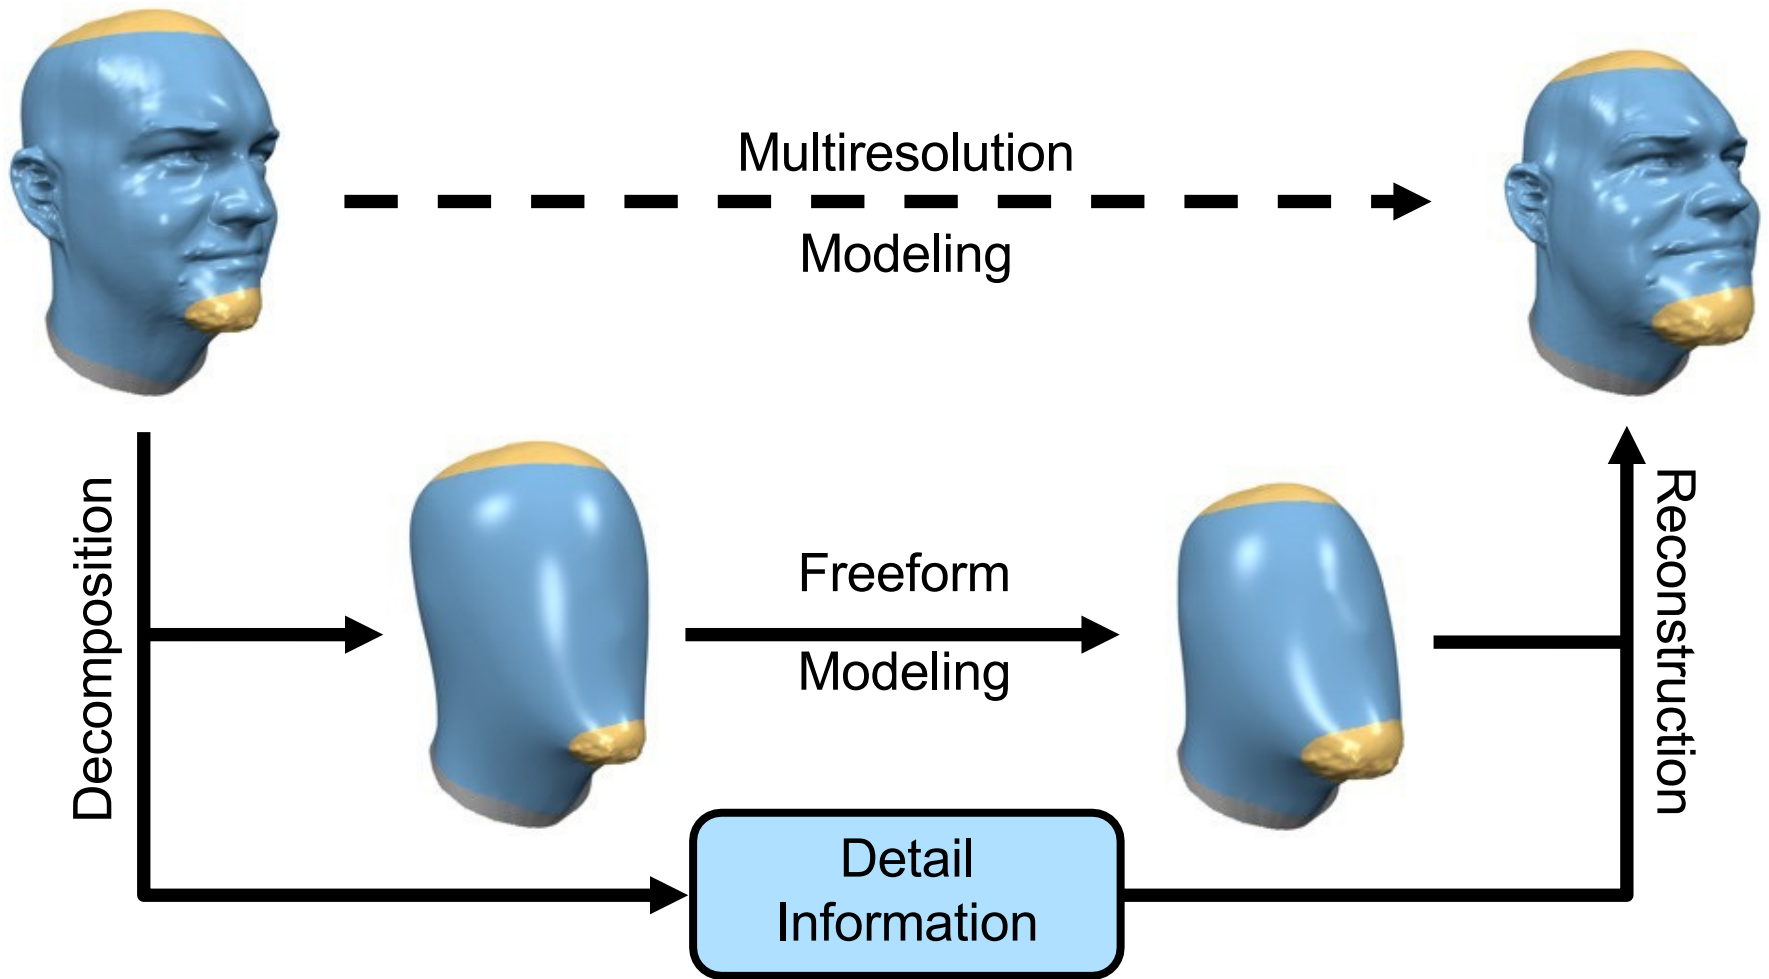 Multiresolution
Modeling
Decomposition
Freeform
Modeling
Reconstruction
Detail
Information